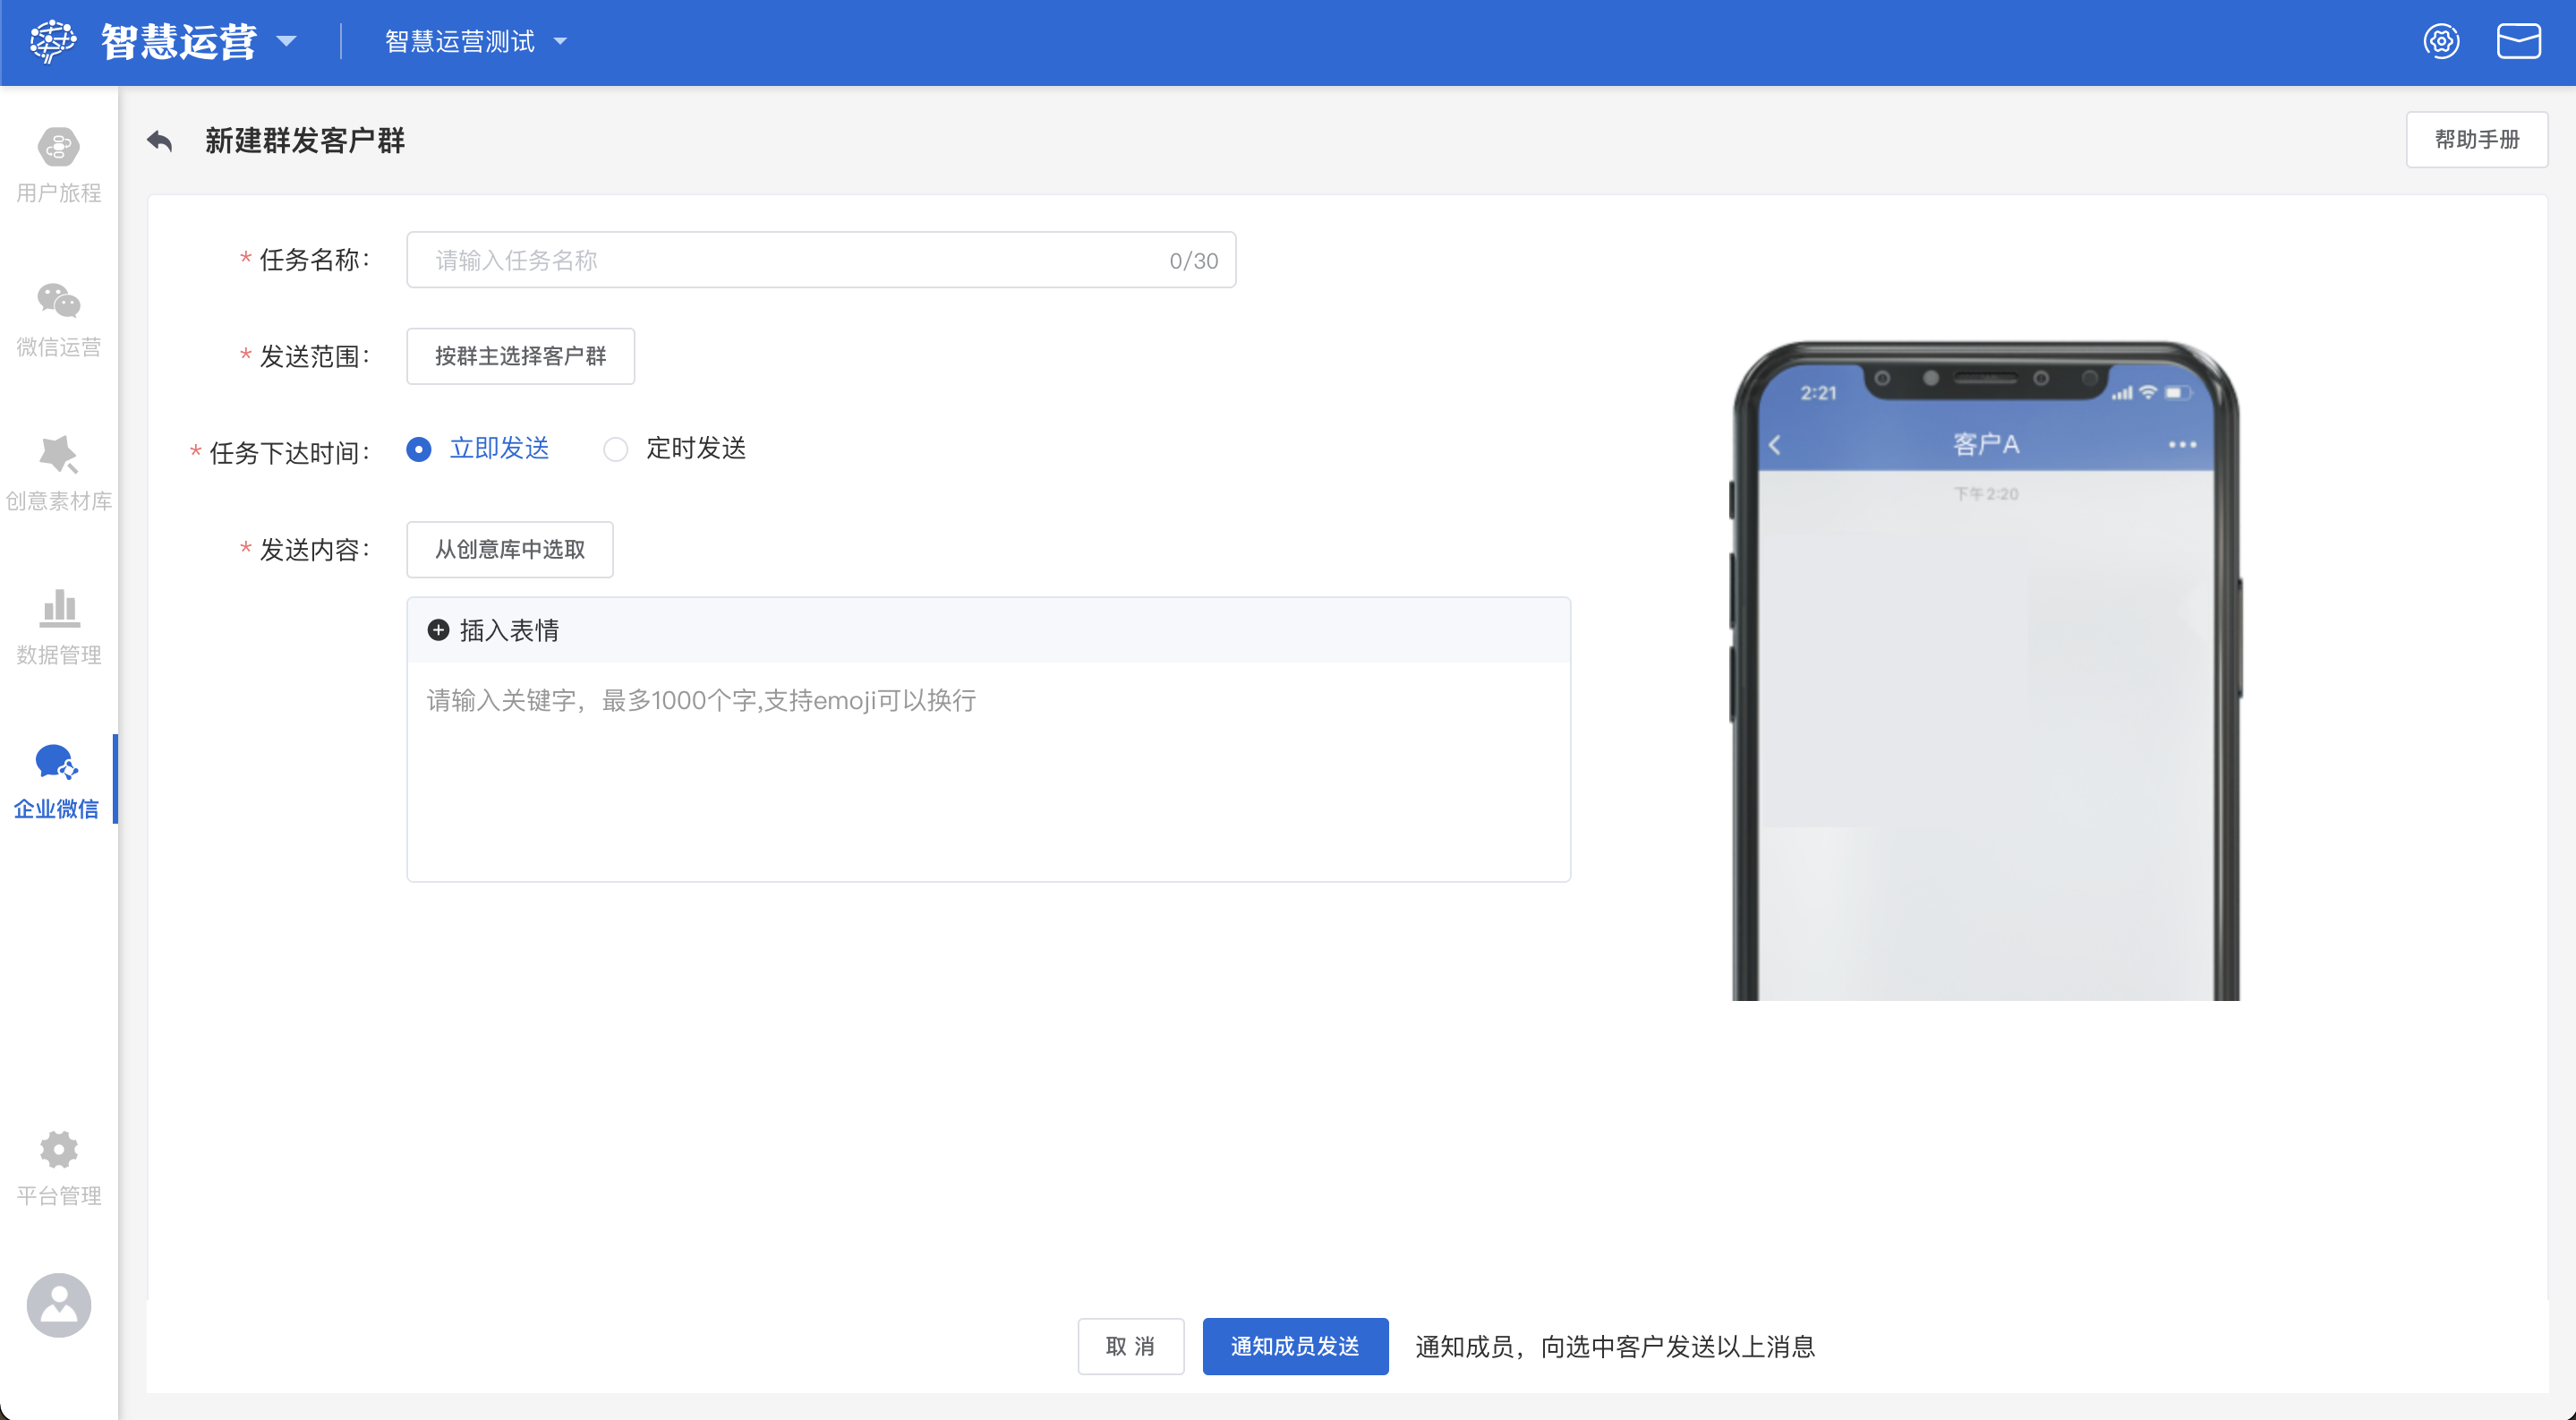 智慧运营
智慧运营测试
新建群发客户群
帮助手册
用户旅程
微信运营
创意素材库
数据管理
企业微信
平台管理
* 任务名称：
请输入任务名称
0/30
* 发送范围：
按群主选择客户群
* 任务下达时间：
立即发送
定时发送
* 发送内容：
从创意库中选取
插入表情
请输入关键字，最多1000个字,支持emoji可以换行
2:21
客户A
下午2:20
取 消
通知成员发送
通知成员，向选中客户发送以上消息